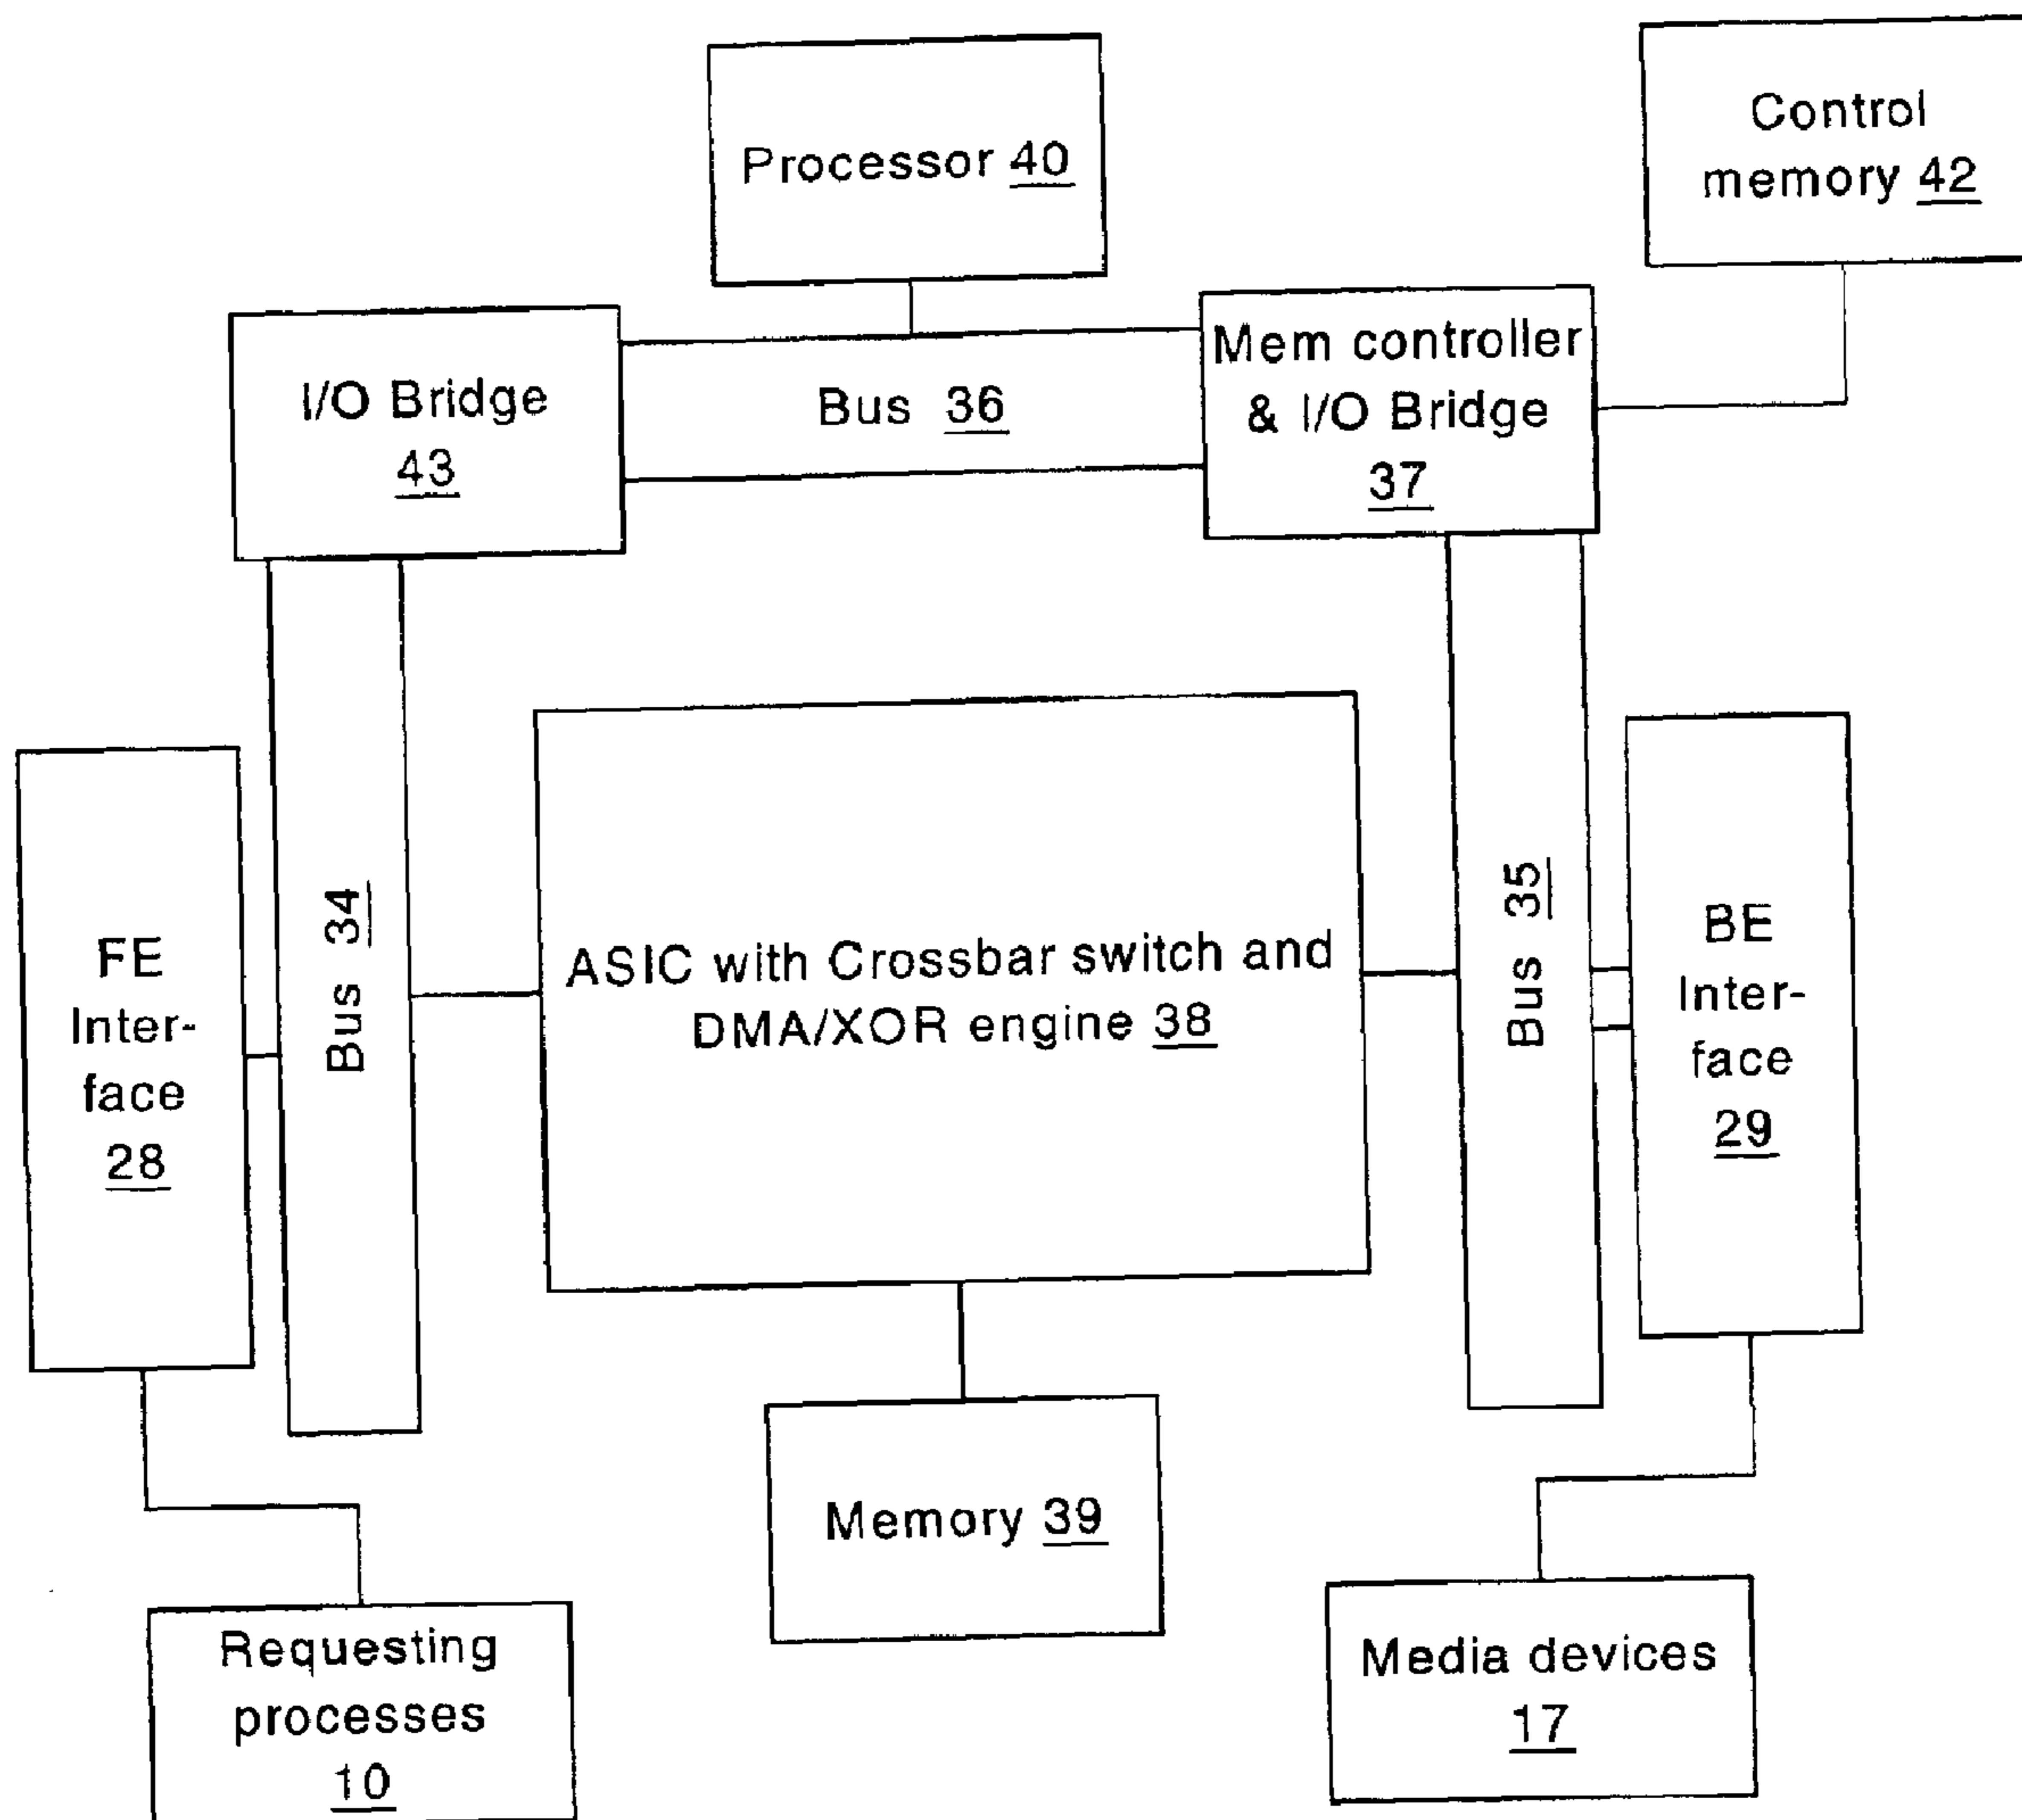 Processor 40
Control
memory 42
I/O Bridge
43
Bus 36
Mem controller
& I/O Bridge
37
FE
Inter-
face
28
Bus 34
ASIC with Crossbar switch and
DMA/XOR engine 38
Bus 35
BE
Inter-
face
29
Memory 39
Requesting
processes
10
Media devices
17